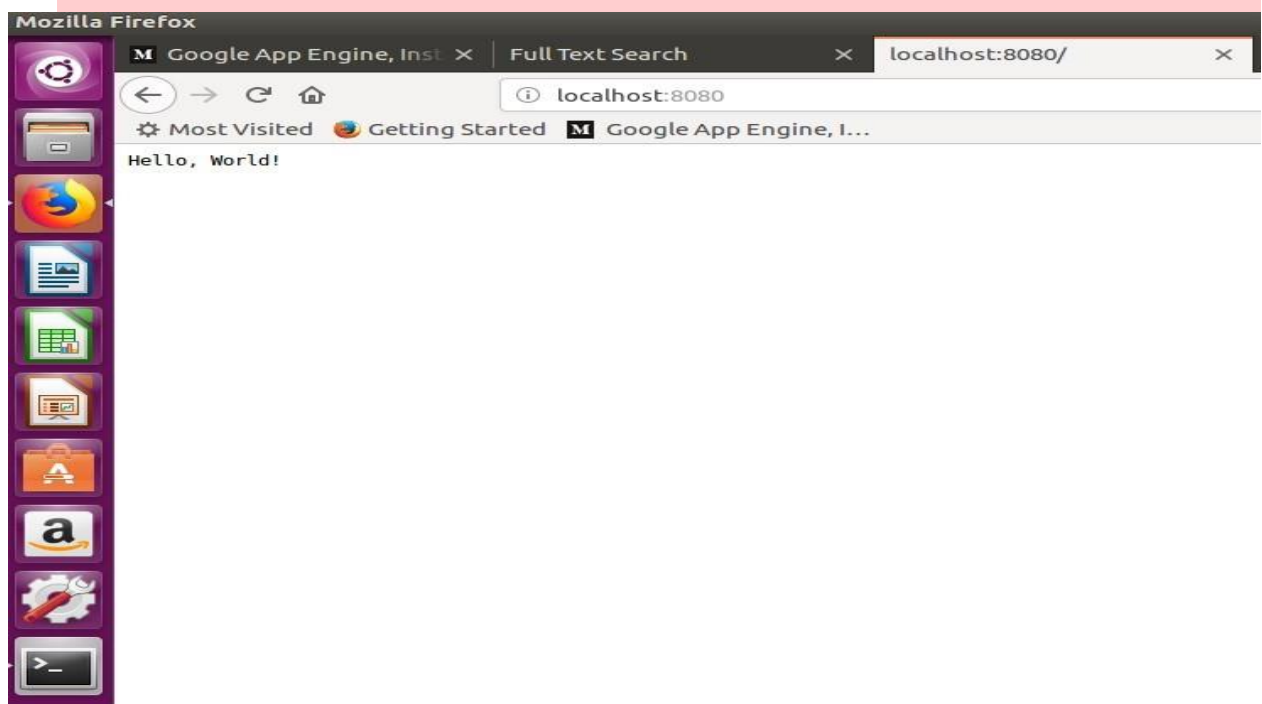 Mozilla Firefox
M Google App Engine, Inst Full Text Search localhost:8080/
localhost:8080
Most Visited Getting Started M Google App Engine, I...
Hello, World!
A
a
>_